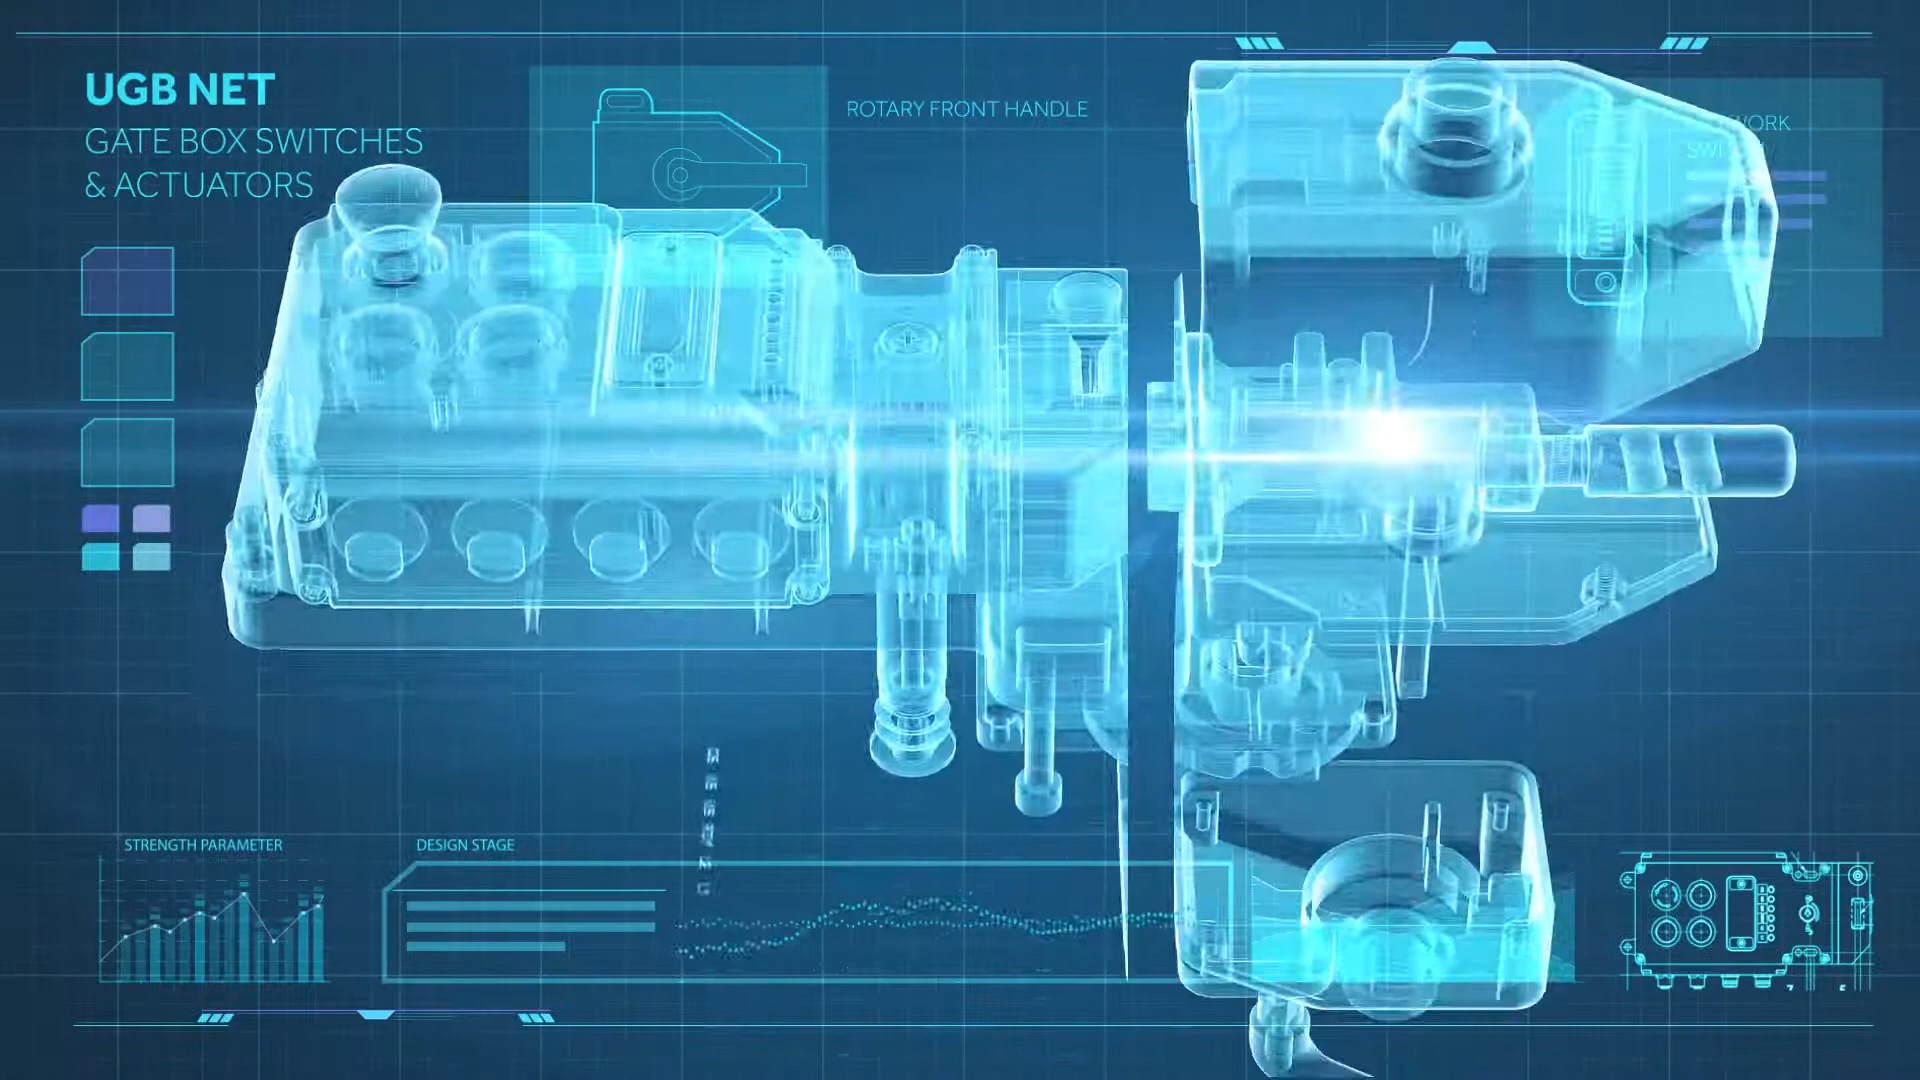 UGB NET
GATE BOX SWITCHES
& ACTUATORS
ROTARY FRONT HANDLE
STRENGTH PARAMETER
DESIGN STAGE